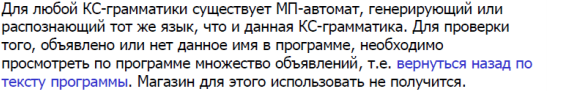 Для любой КС-грамматики существует МП-автомат, генерирующий или
распознающий тот же язык, что и данная КС-грамматика. Для проверки
того, объявлено или нет данное имя в программе, необходимо
просмотреть по программе множество объявлений, т.е. вернуться назад по
тексту программы. Магазин для этого использовать не получится.